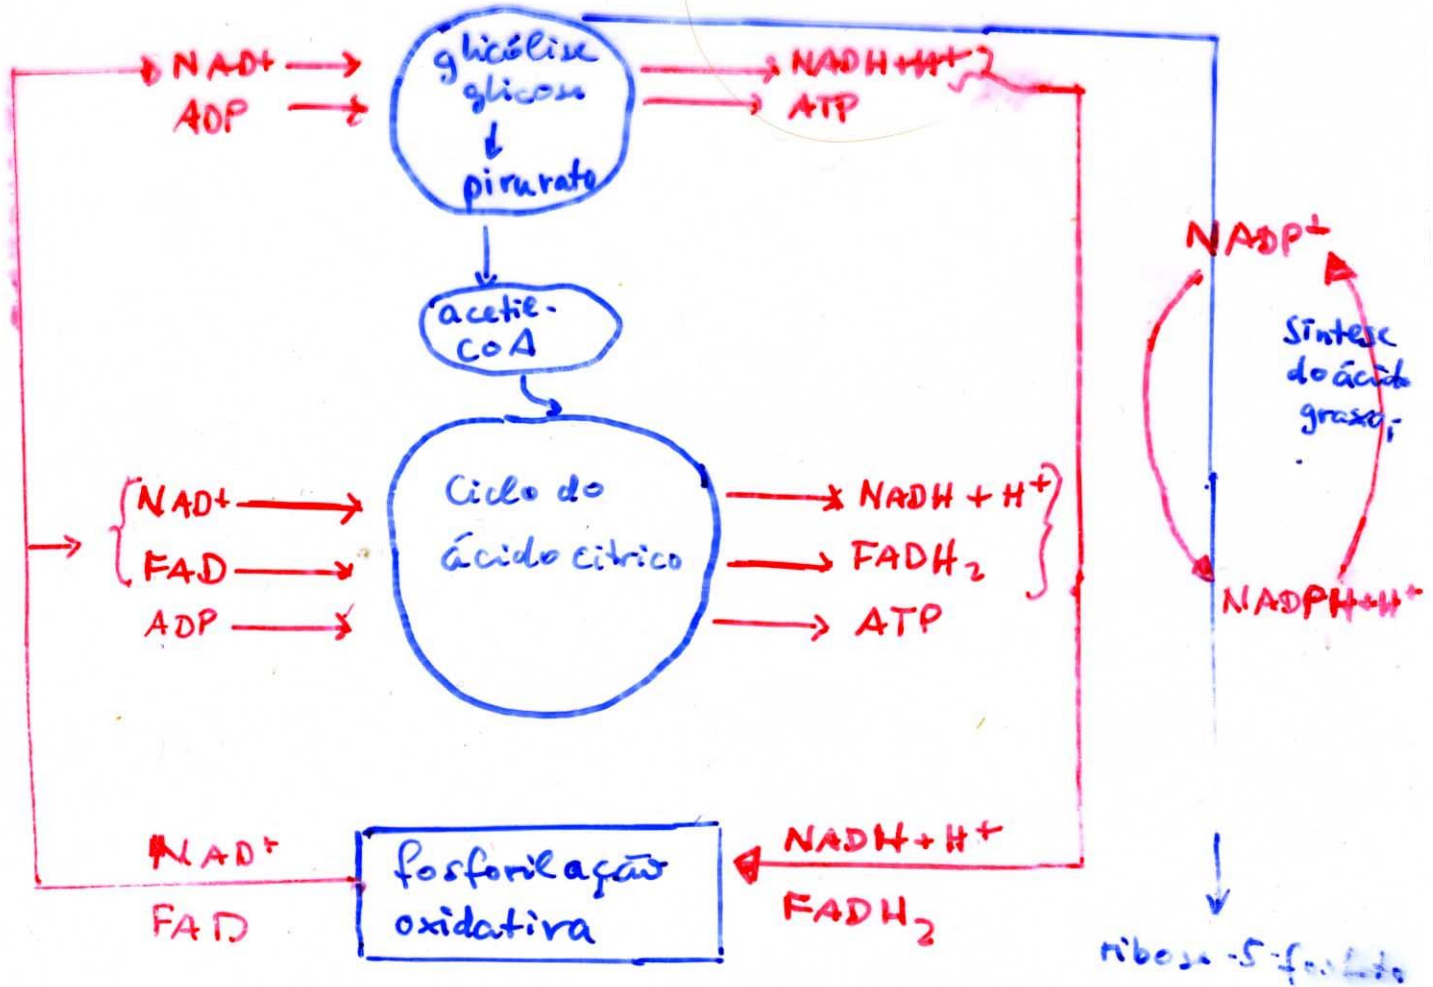 NAD+
ADP
glicólise
glicose
pirurato
NADH+H+
ATP
acetil-
CoA
NADP+
Síntese
do ácido
graxo
NAD+
FAD
ADP
Ciclo do
ácido cítrico
NADH + H+
FADH2
ATP
NADPH+H+
NAD+
FAD
fosforilação
oxidativa
NADH+H+
FADH2
ribose-5-fosfato